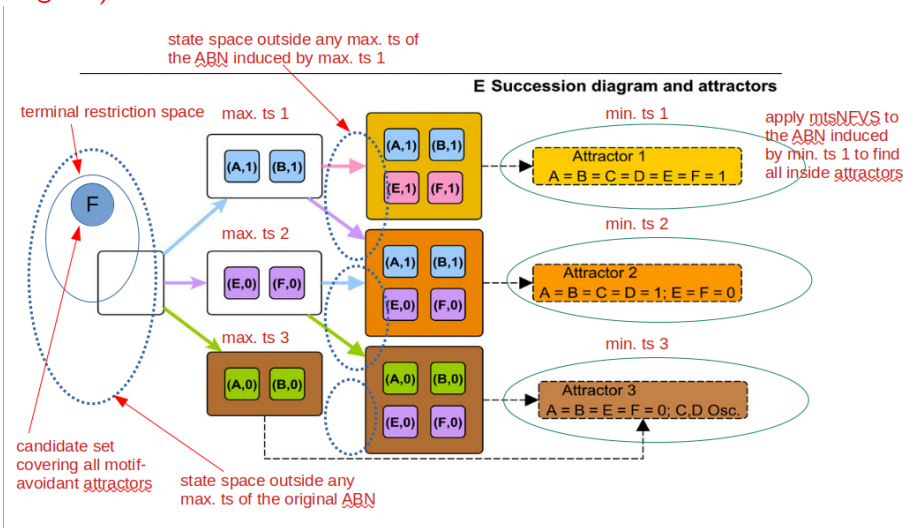 state space outside any max. ts of
the ABN induced by max. ts 1
E Succession diagram and attractors
terminal restriction space
max. ts 1
min. ts 1
apply mtsNFVS to
the ABN induced
by min. ts 1 to find
all inside attractors
F
(A,1) (B,1)
(A,1) (B,1)
(E,1) (F,1)
Attractor 1
A = B = C = D = E = F = 1
max. ts 2
min. ts 2
(E,0) (F,0)
(A,1) (B,1)
(E,0) (F,0)
Attractor 2
A = B = C = D = 1; E = F = 0
max. ts 3
min. ts 3
(A,0) (B,0)
(A,0) (B,0)
(E,0) (F,0)
Attractor 3
A = B = E = F = 0; C,D Osc.
candidate set
covering all motif-
avoidant attractors
state space outside any
max. ts of the original ABN